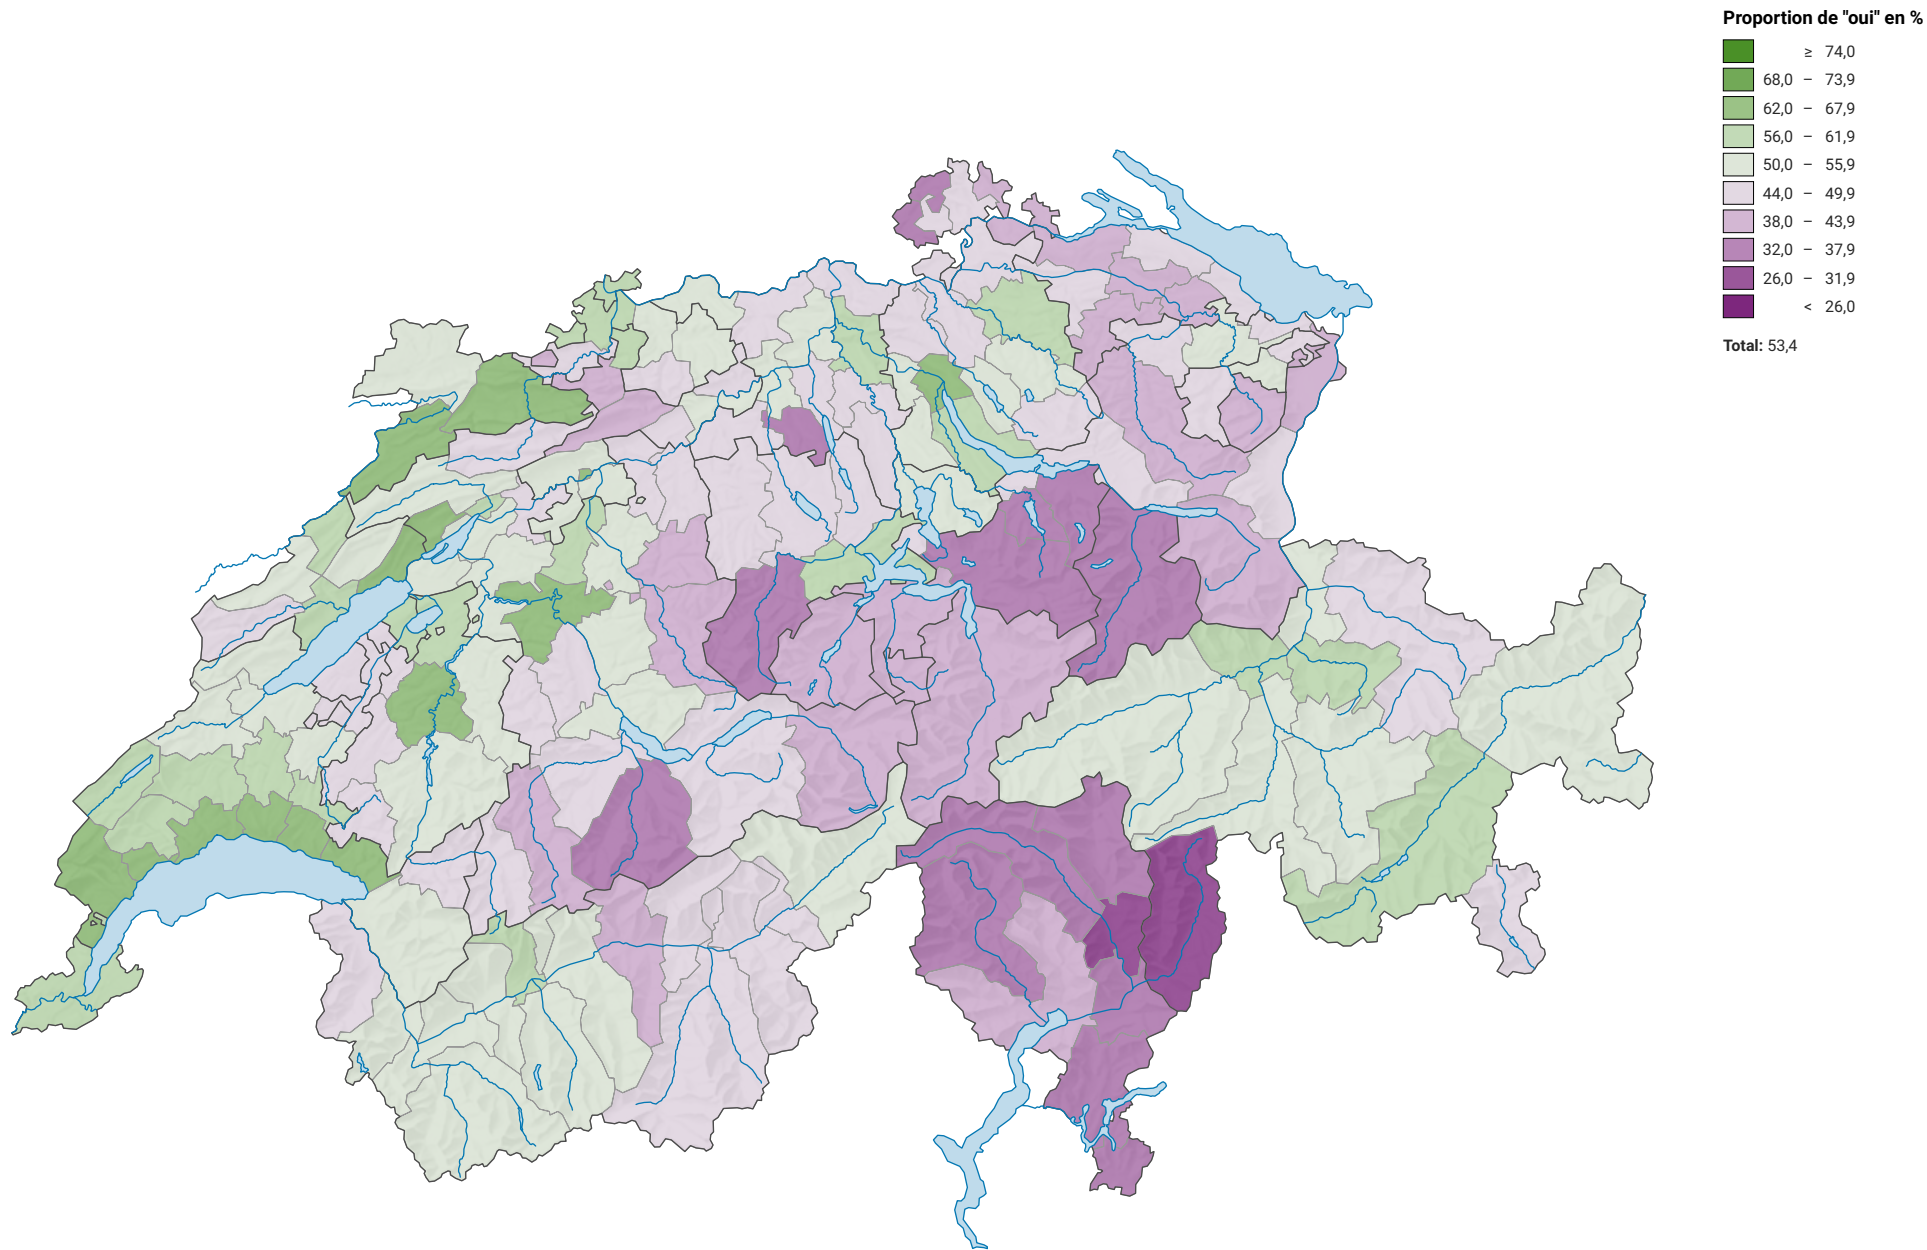 Proportion de "oui" en %
≥ 74,0
68,0 – 73,9
62,0 – 67,9
56,0 – 61,9
50,0 – 55,9
44,0 – 49,9
38,0 – 43,9
32,0 – 37,9
26,0 – 31,9
< 26,0
Total: 53,4